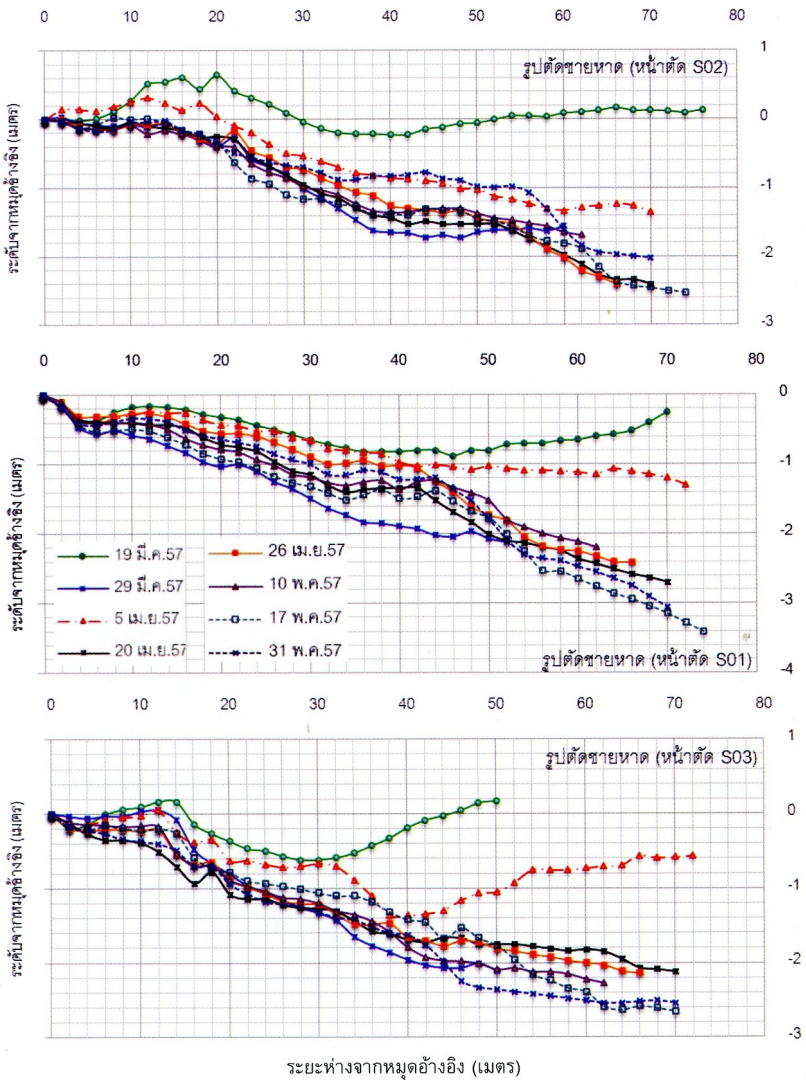 0 10 20 30 40 50 60 70 80
รูปตัดชายหาด (หน้าตัด S02)
ระดับจากหมุดอ้างอิง (เมตร)
1
0
-1
-2
-3
0 10 20 30 40 50 60 70 80
ระดับจากหมุดอ้างอิง (เมตร)
0
-1
-2
-3
-4
19 มี.ค.57
26 เม.ย.57
29 มี.ค.57
10 พ.ค.57
5 เม.ย.57
17 พ.ค.57
20 เม.ย.57
31 พ.ค.57
รูปตัดชายหาด (หน้าตัด S01)
0 10 20 30 40 50 60 70 80
รูปตัดชายหาด (หน้าตัด S03)
ระดับจากหมุดอ้างอิง (เมตร)
1
0
-1
-2
-3
ระยะห่างจากหมุดอ้างอิง (เมตร)